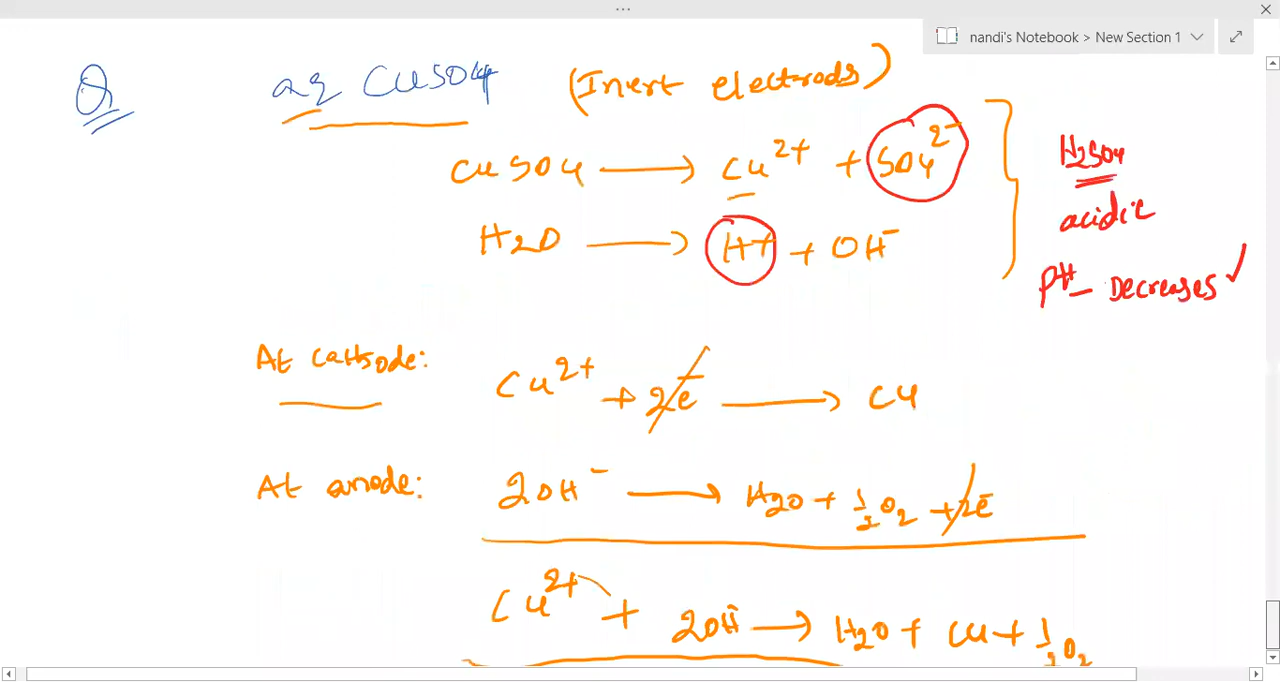 nandi's Notebook > New Section 1
Q aq CuSO4 (Inert electrods)
CuSO4 → Cu²⁺ + SO4²⁻
H2O → H+ + OH⁻
H2SO4
acidic
PH – Decreases ✓
At cathode: Cu²⁺ + 2e⁻ → Cu
At anode: 2OH⁻ → H2O + 1/2 O2 + 2e⁻
Cu²⁺ + 2OH⁻ → H2O + Cu + 1/2 O2